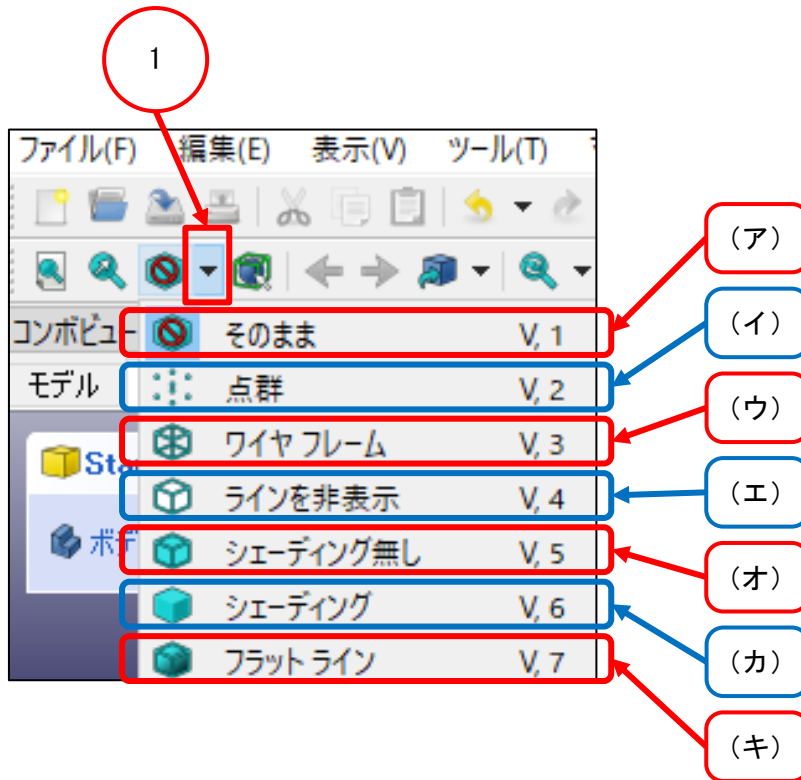 1
ファイル(F) 編集(E) 表示(V) ツール(T)
（ア）
コンボビュー そのまま V, 1
（イ）
モデル 点群 V, 2
（ウ）
Sta ワイヤ フレーム V, 3
ラインを非表示 V, 4
（エ）
ボデ シェーディング無し V, 5
（オ）
シェーディング V, 6
（カ）
フラット ライン V, 7
（キ）